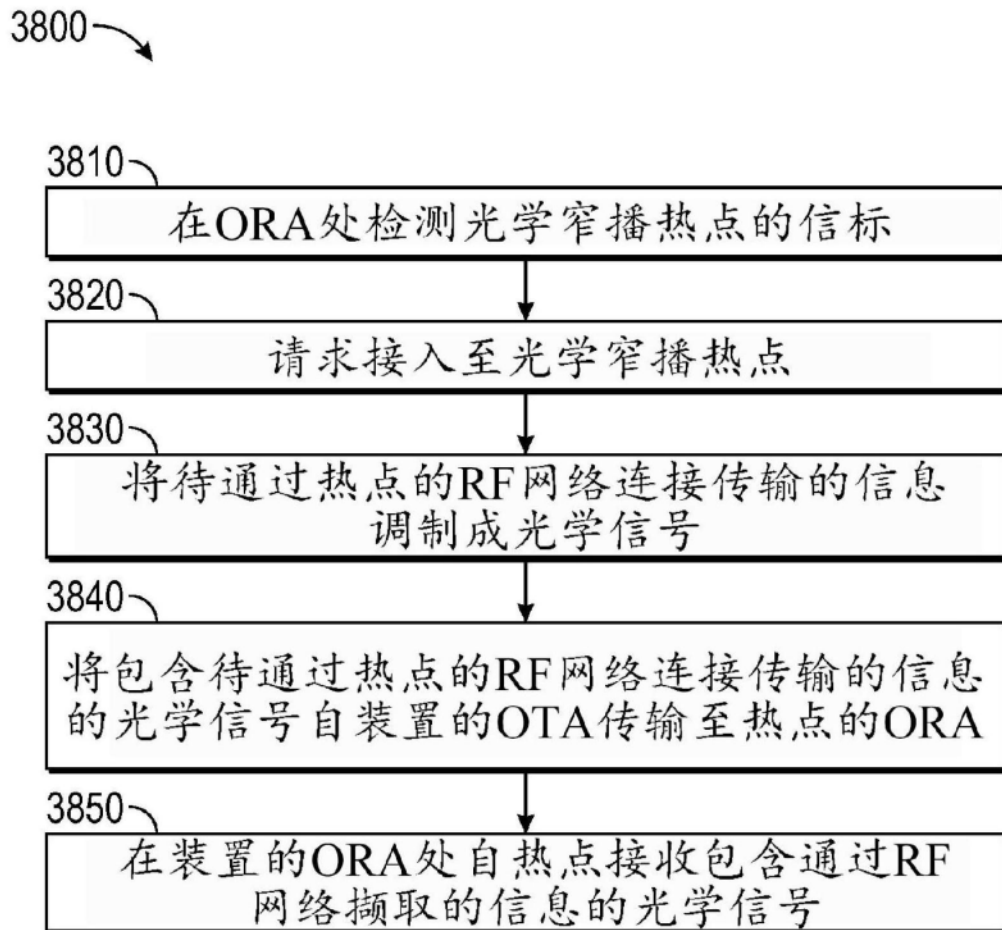 3800
3810
在ORA处检测光学窄播热点的信标
3820
请求接入至光学窄播热点
3830
将待通过热点的RF网络连接传输的信息
调制成光学信号
3840
将包含待通过热点的RF网络连接传输的信息
的光学信号自装置的OTA传输至热点的ORA
3850
在装置的ORA处自热点接收包含通过RF
网络撷取的信息的光学信号